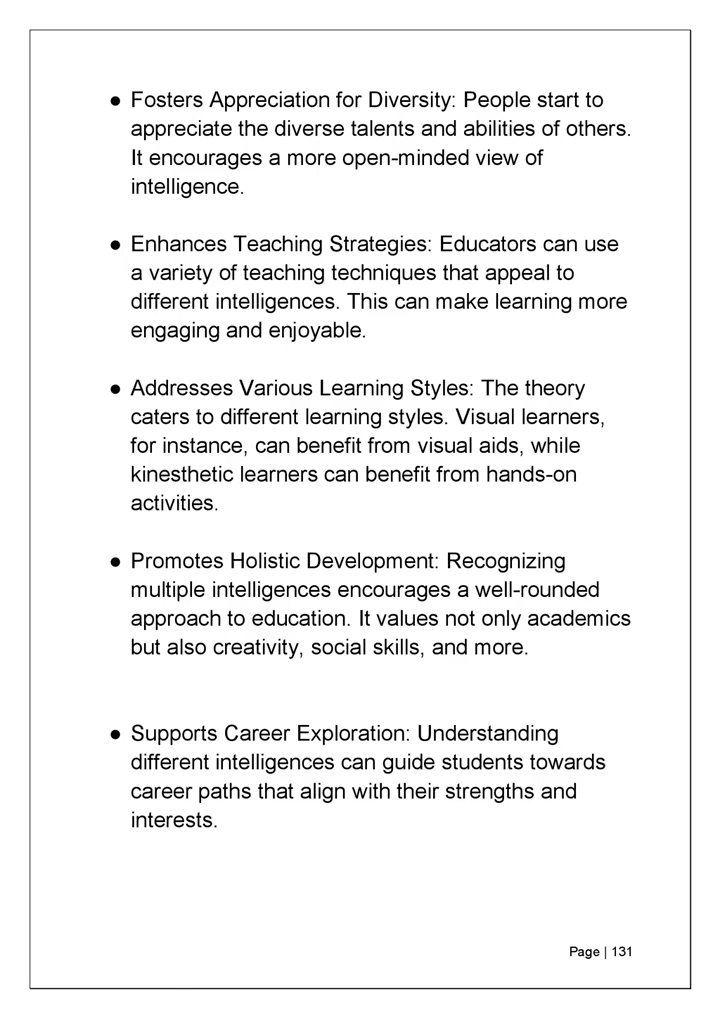 ● Fosters Appreciation for Diversity: People start to
appreciate the diverse talents and abilities of others.
It encourages a more open-minded view of
intelligence.
● Enhances Teaching Strategies: Educators can use
a variety of teaching techniques that appeal to
different intelligences. This can make learning more
engaging and enjoyable.
● Addresses Various Learning Styles: The theory
caters to different learning styles. Visual learners,
for instance, can benefit from visual aids, while
kinesthetic learners can benefit from hands-on
activities.
● Promotes Holistic Development: Recognizing
multiple intelligences encourages a well-rounded
approach to education. It values not only academics
but also creativity, social skills, and more.
● Supports Career Exploration: Understanding
different intelligences can guide students towards
career paths that align with their strengths and
interests.
Page | 131